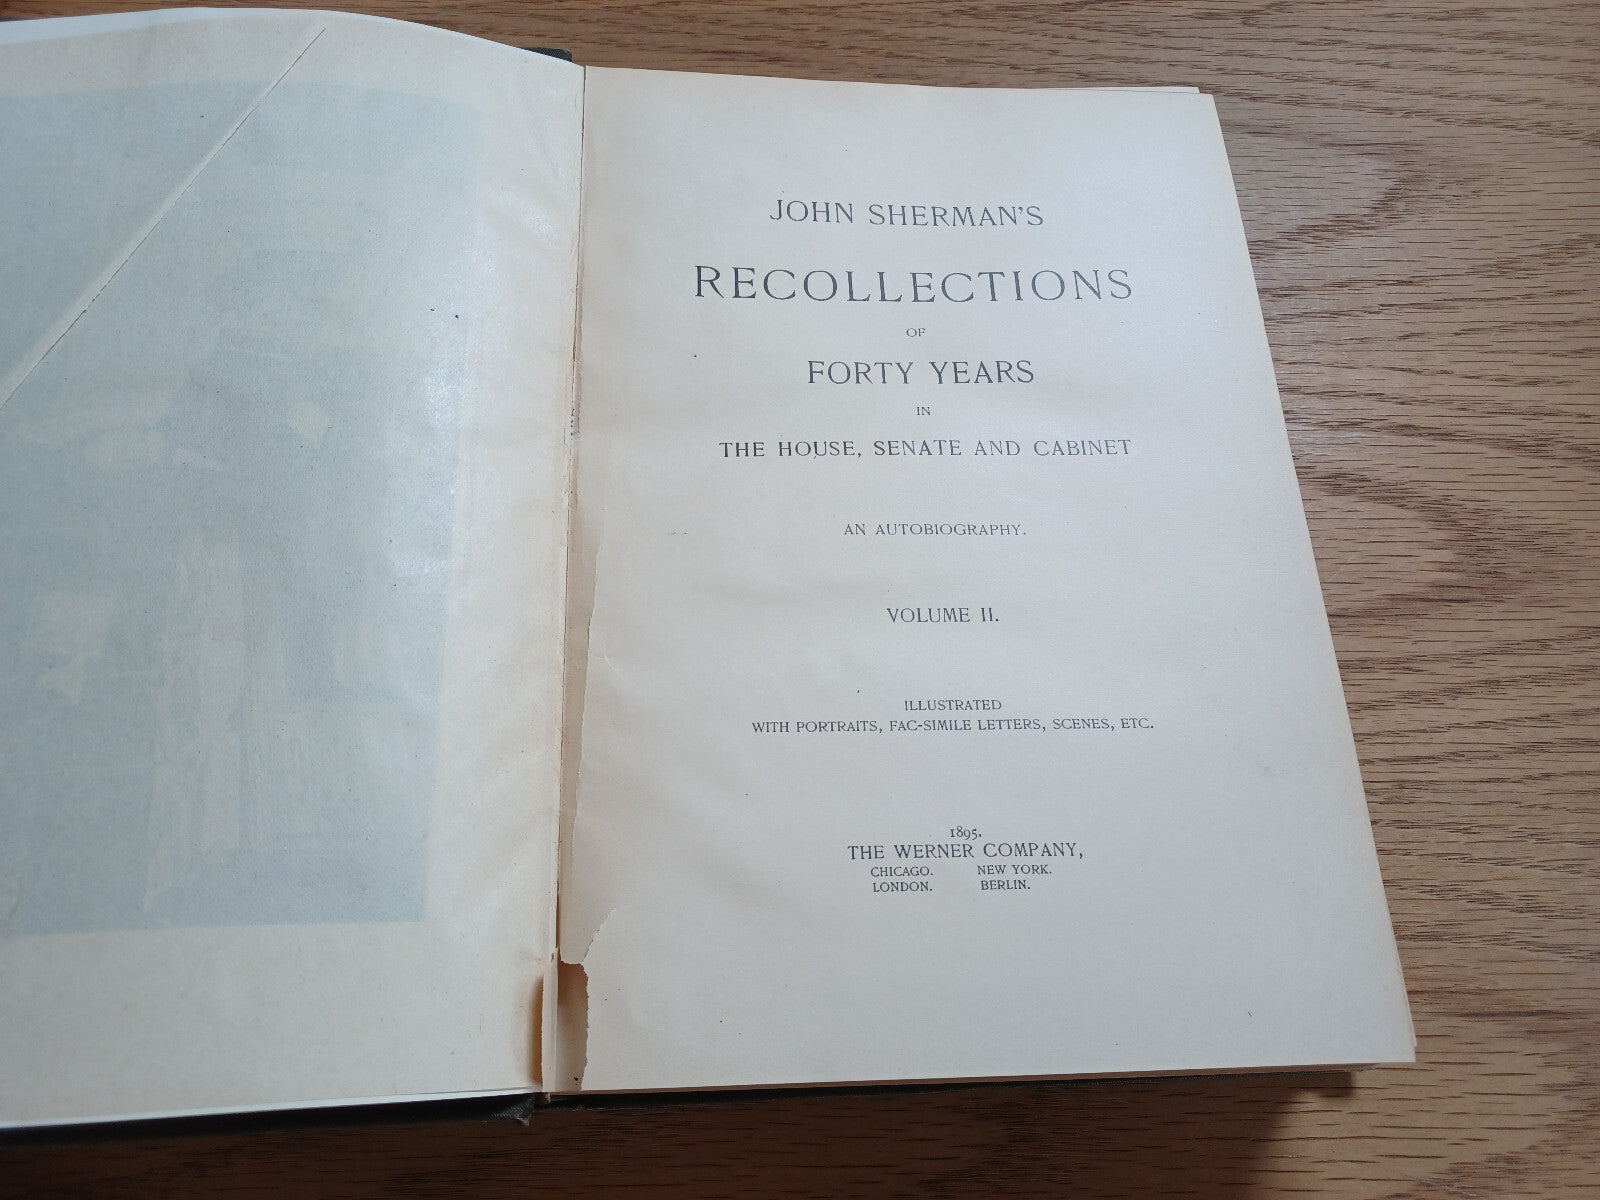 JOHN SHERMAN'S
RECOLLECTIONS
OF
FORTY YEARS
IN
THE HOUSE, SENATE AND CABINET
AN AUTOBIOGRAPHY.
VOLUME II.
ILLUSTRATED
WITH PORTRAITS, FAC-SIMILE LETTERS, SCENES, ETC.
1895.
THE WERNER COMPANY,
CHICAGO. NEW YORK.
LONDON. BERLIN.